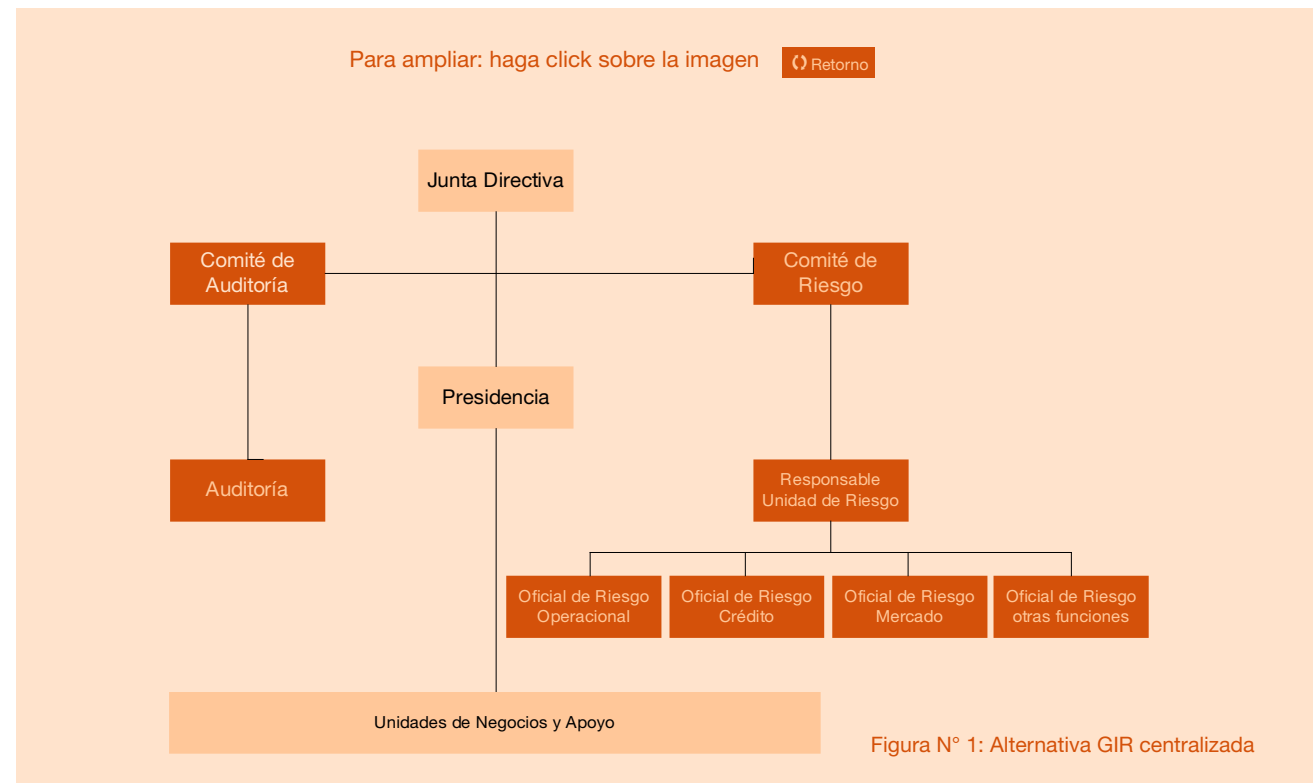 Para ampliar: haga click sobre la imagen
Retorno
Junta Directiva
Comité de
Auditoría
Comité de
Riesgo
Presidencia
Auditoría
Responsable
Unidad de Riesgo
Oficial de Riesgo
Operacional
Oficial de Riesgo
Crédito
Oficial de Riesgo
Mercado
Oficial de Riesgo
otras funciones
Unidades de Negocios y Apoyo
Figura N° 1: Alternativa GIR centralizada